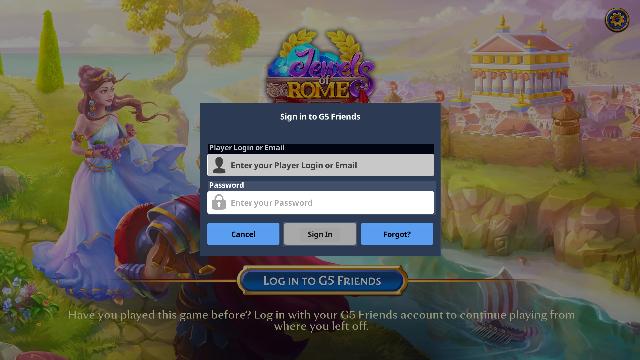 Jewels
of
ROME
Sign in to G5 Friends
Player Login or Email
Enter your Player Login or Email
Password
Enter your Password
Cancel
Sign In
Forgot?
Log in to G5 Friends
Have you played this game before? Log in with your G5 Friends account to continue playing from
where you left off.